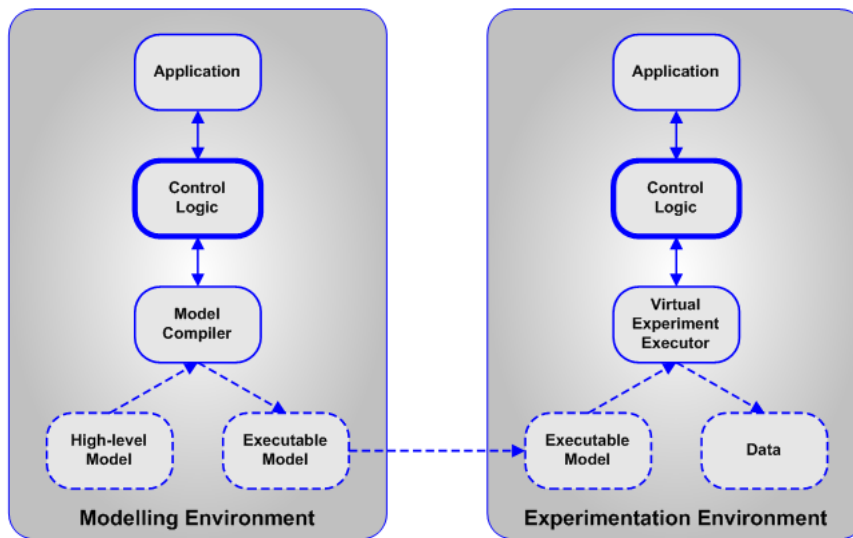 Application
Control
Logic
Model
Compiler
High-level
Model
Executable
Model
Modelling Environment
Application
Control
Logic
Virtual
Experiment
Executor
Executable
Model
Data
Experimentation Environment